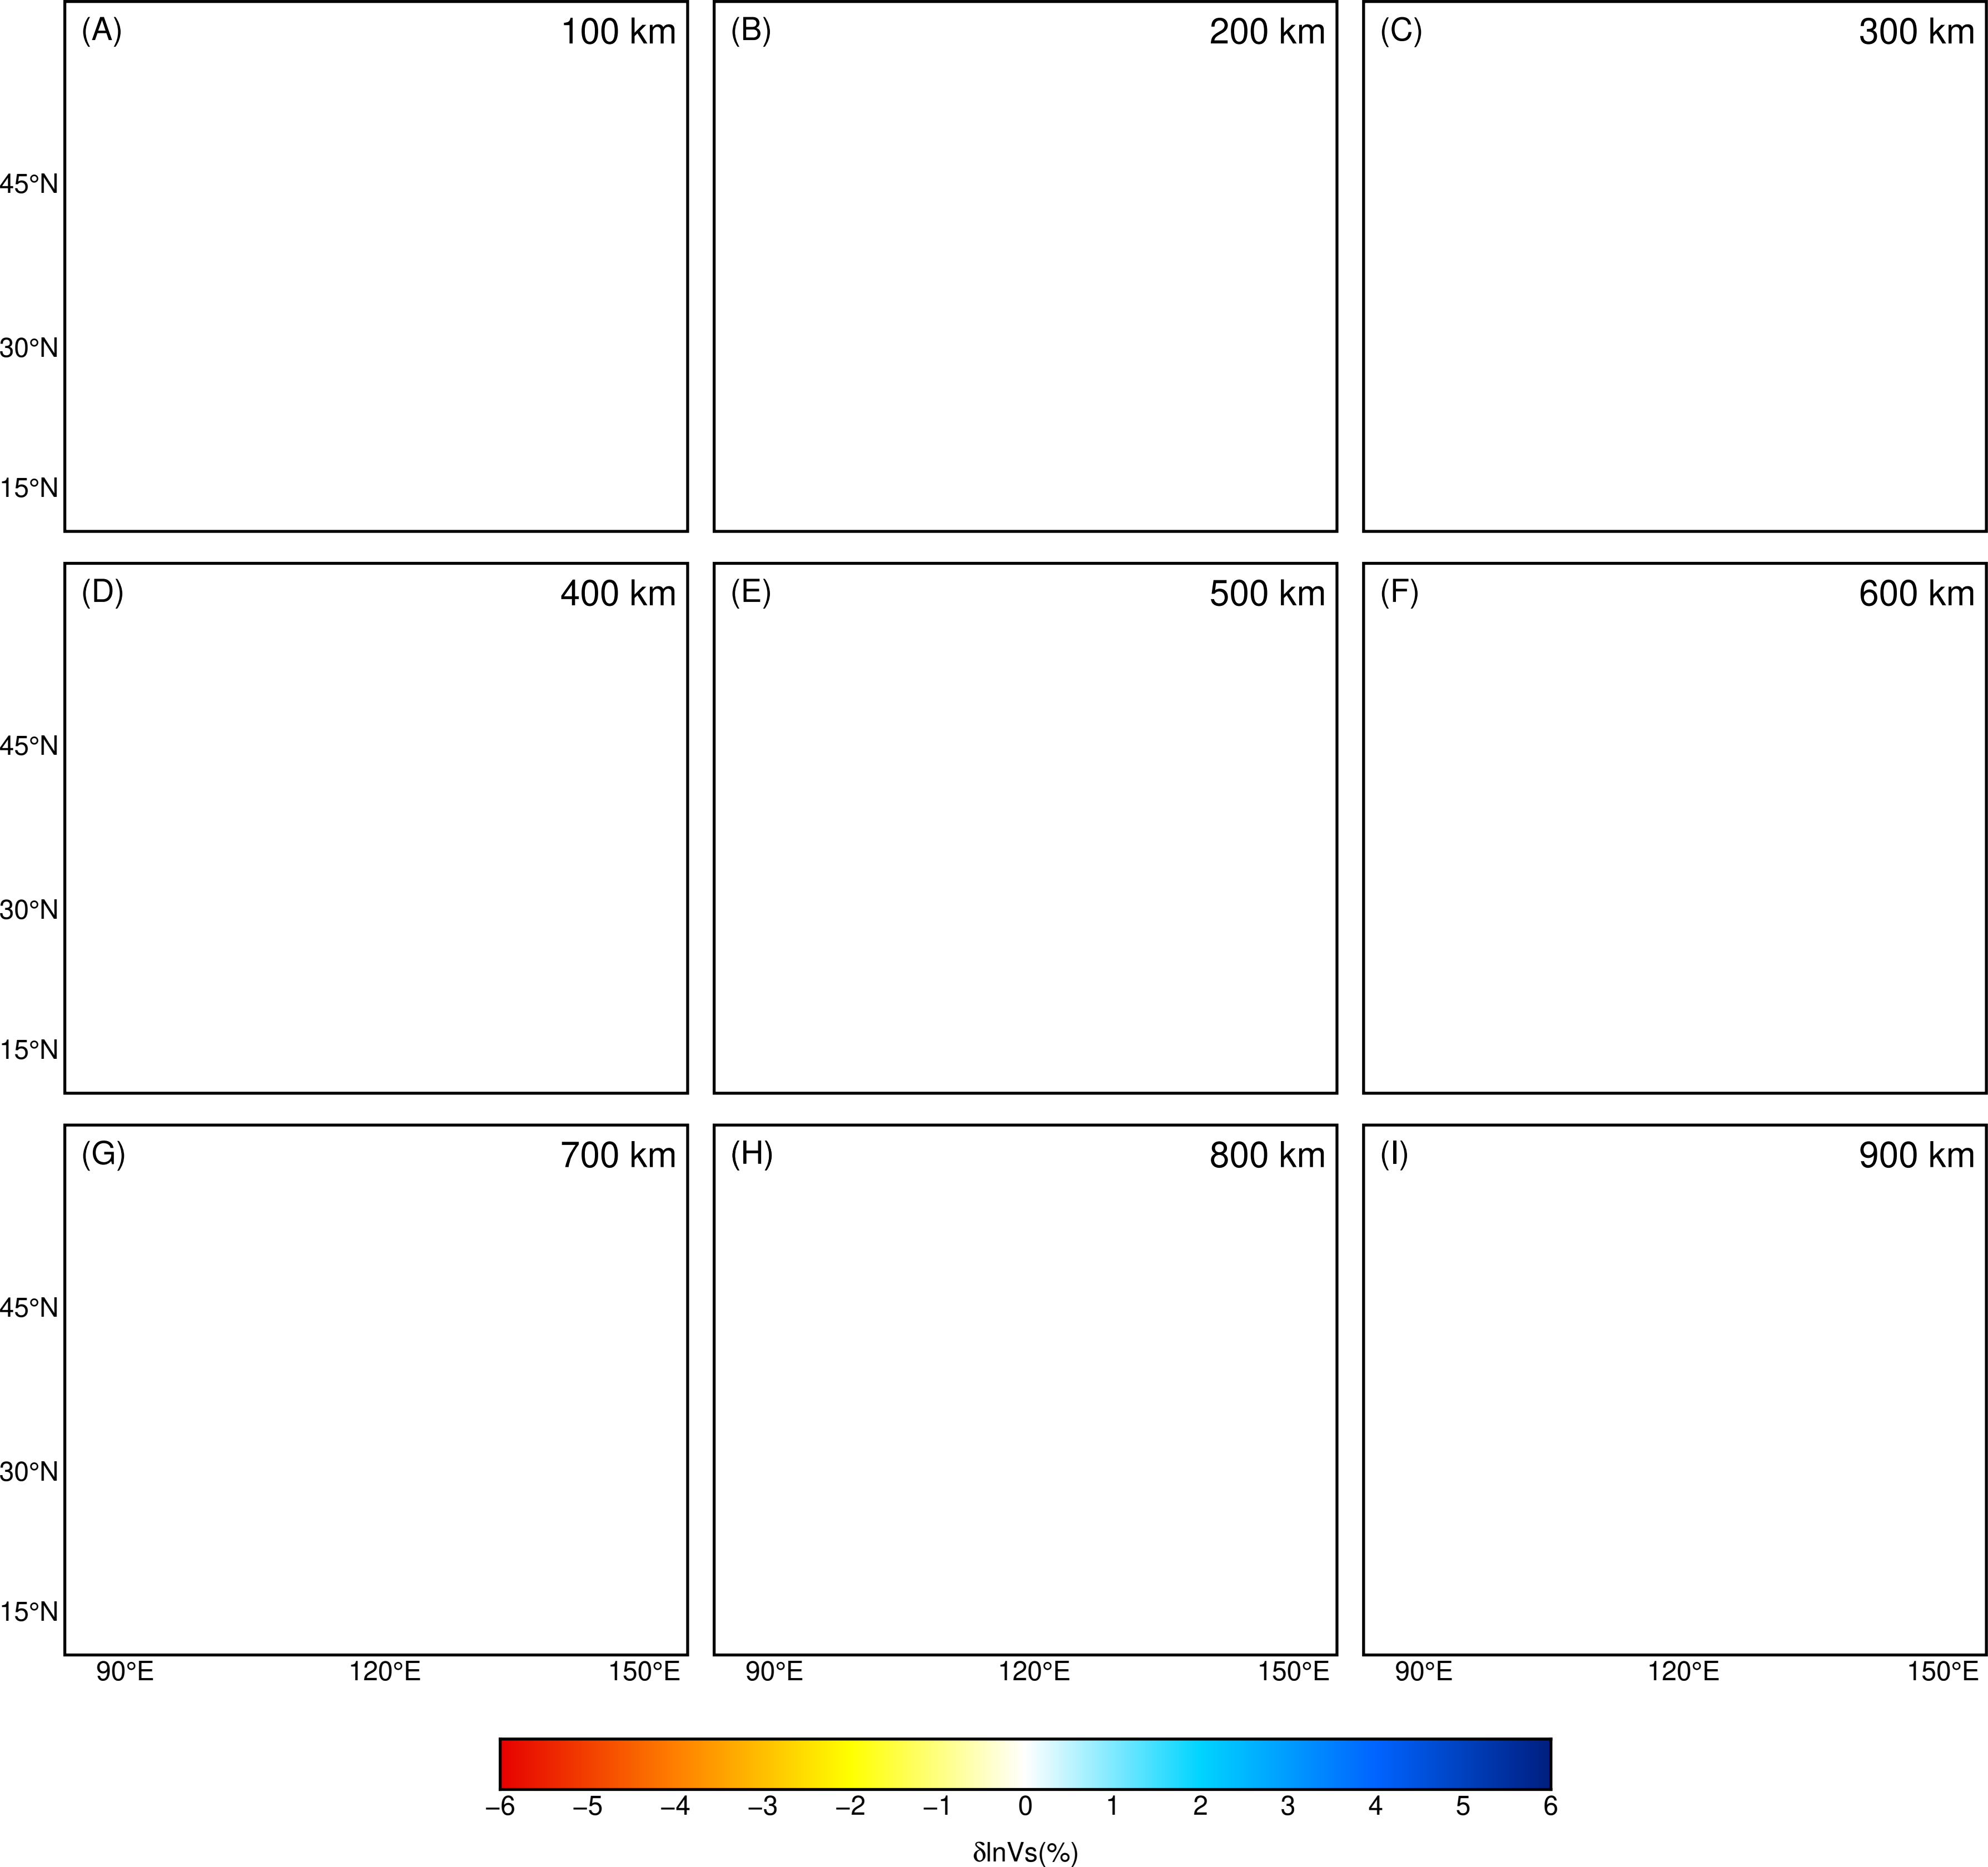 (A) 100 km (B) 200 km (C) 300 km
45°N
30°N
15°N
(D) 400 km (E) 500 km (F) 600 km
45°N
30°N
15°N
(G) 700 km (H) 800 km (I) 900 km
45°N
30°N
15°N
90°E 120°E 150°E 90°E 120°E 150°E 90°E 120°E 150°E
−6 −5 −4 −3 −2 −1 0 1 2 3 4 5 6
δlnVs(%)